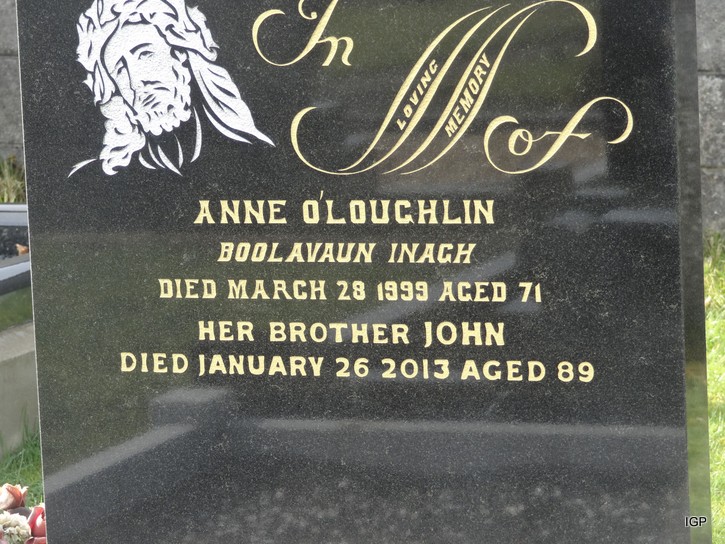 In Loving Memory of
ANNE O'LOUGHLIN
BOOLAVAUN INAGH
DIED MARCH 28 1999 AGED 71
HER BROTHER JOHN
DIED JANUARY 26 2013 AGED 89
IGP